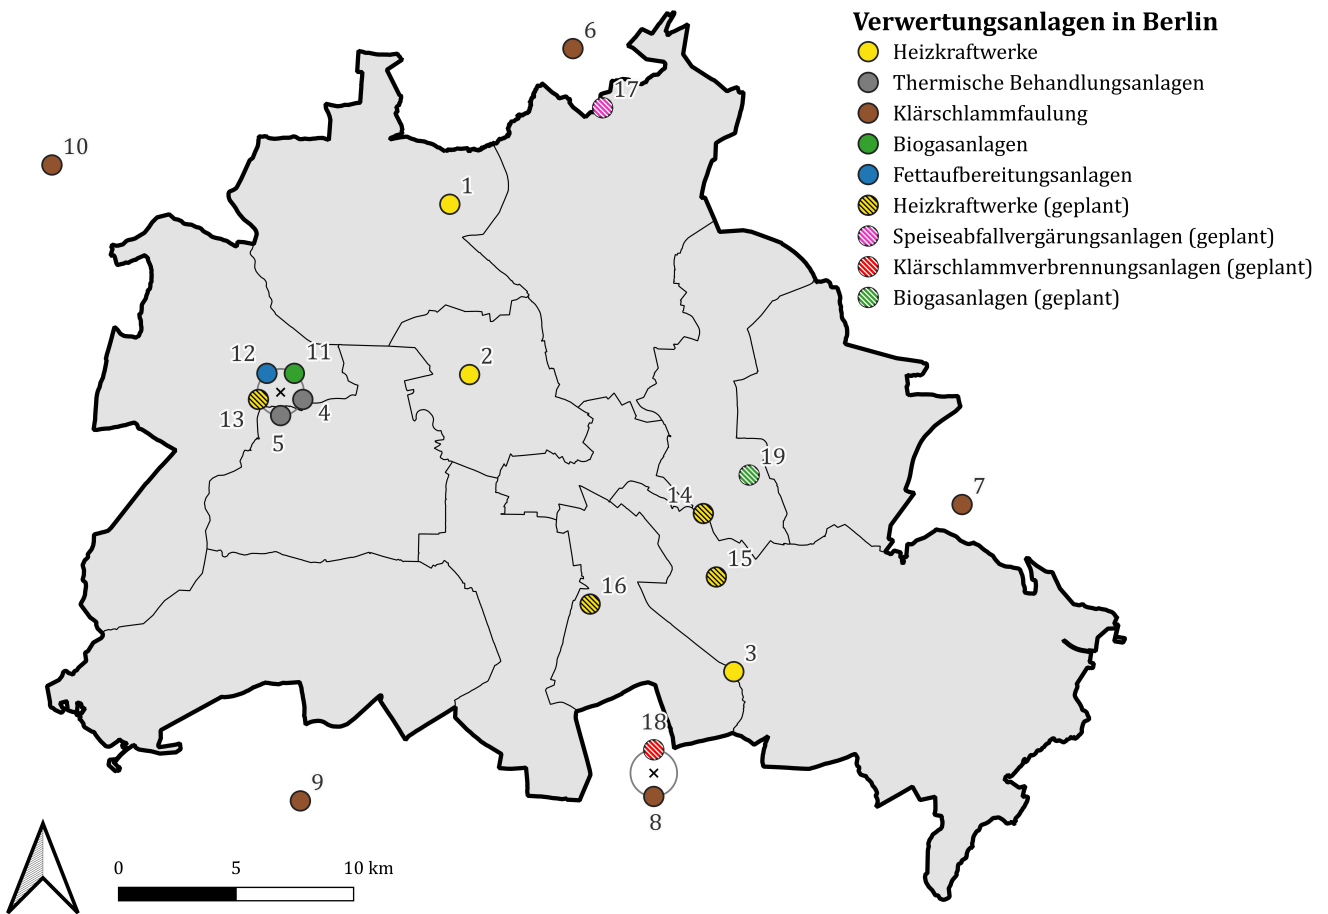 Verwertungsanlagen in Berlin
Heizkraftwerke
Thermische Behandlungsanlagen
Klärschlammfaulung
Biogasanlagen
Fettaufbereitungsanlagen
Heizkraftwerke (geplant)
Speiseabfallvergärungsanlagen (geplant)
Klärschlammverbrennungsanlagen (geplant)
Biogasanlagen (geplant)
6
17
10
1
12
11
2
13
4
5
19
14
7
15
16
3
18
9
8
0 5 10 km